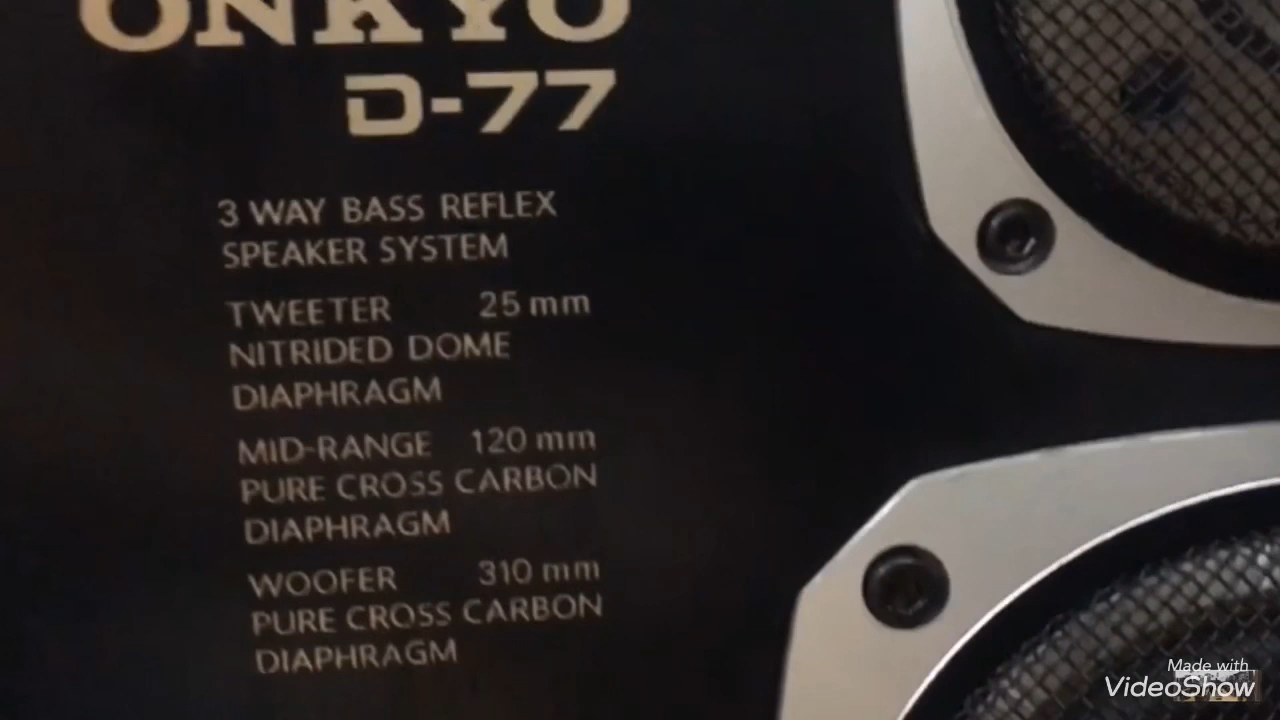 ONKYO
D-77
3 WAY BASS REFLEX
SPEAKER SYSTEM
TWEETER 25 mm
NITRIDED DOME
DIAPHRAGM
MID-RANGE 120 mm
PURE CROSS CARBON
DIAPHRAGM
WOOFER 310 mm
PURE CROSS CARBON
DIAPHRAGM
Made with
VideoShow